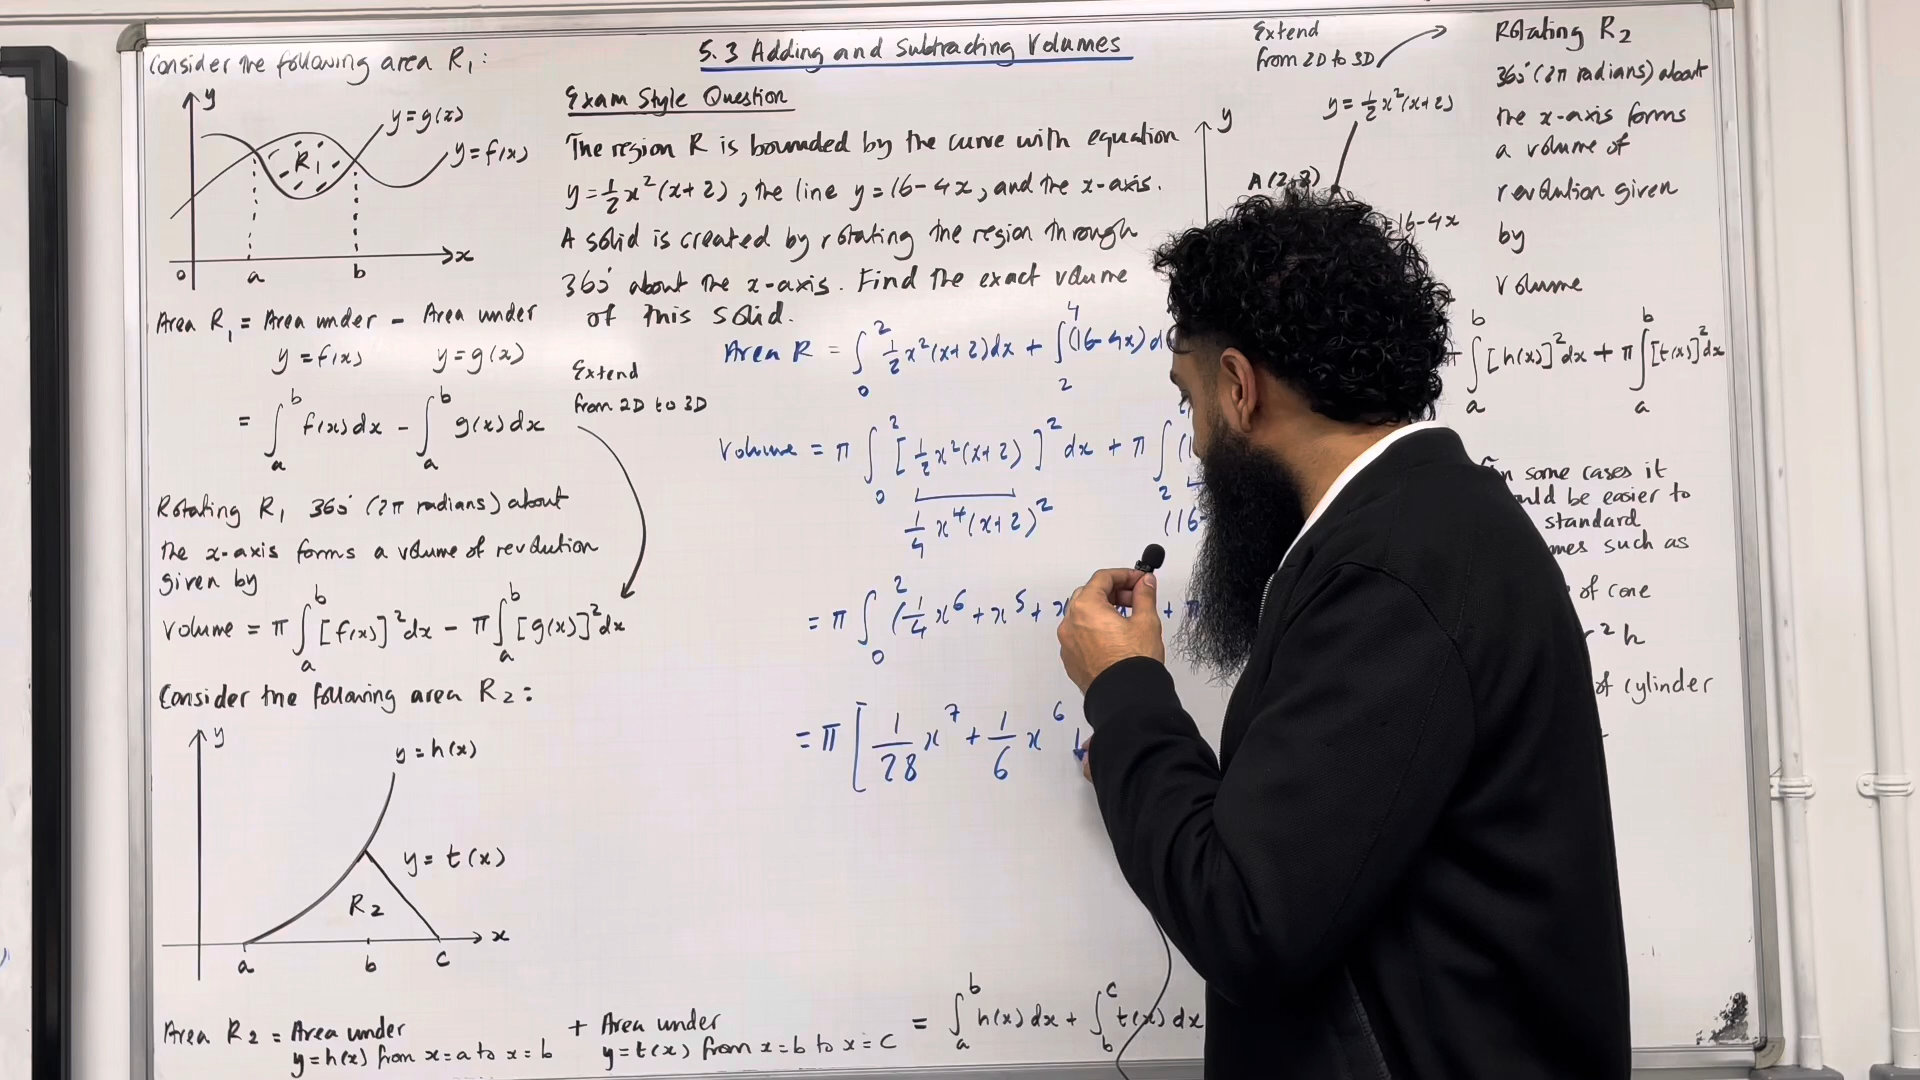 5.3 Adding and Subtracting Volumes
Consider the following area R₁:
y
y=g(x)
y=f(x)
R₁
0
a
b
x
Area R₁ = Area under y=f(x) - Area under y=g(x)
= ∫ₐᵇ f(x)dx - ∫ₐᵇ g(x)dx
Extend
from 2D to 3D
Rotating R₁ 360° (2π radians) about
the x-axis forms a volume of revolution
given by
Volume = π∫ₐᵇ [f(x)]²dx - π∫ₐᵇ [g(x)]²dx
Consider the following area R₂:
y
y=h(x)
y=t(x)
R₂
a
b
c
x
Area R₂ = Area under y=h(x) from x=a to x=b + Area under y=t(x) from x=b to x=c = ∫ₐᵇ h(x)dx + ∫_b^c t(x)dx
Exam Style Question
The region R is bounded by the curve with equation
y=½x²(x+2), the line y=16-4x, and the x-axis.
A solid is created by rotating the region through
360° about the x-axis. Find the exact volume
of this solid.
Area R = ∫₀² ½x²(x+2)dx + ∫₂⁴(16-4x)d
Volume = π∫₀² [½x²(x+2)]² dx + π∫₂
¼x⁴(x+2)²
(16-
= π∫₀² (¼x⁶+x⁵+
= π[1/28 x⁷ + 1/6 x⁶
Extend
from 2D to 3D
y=½x²(x+2)
y
A(2,8)
=16-4x
Rotating R₂
360° (2π radians) about
the x-axis forms
a volume of
revolution given
by
Volume
∫ₐᵇ [h(x)]²dx + π∫ₐᵇ [t(x)]²dx
In some cases it
be easier to
standard
such as
of cone
²h
of cylinder